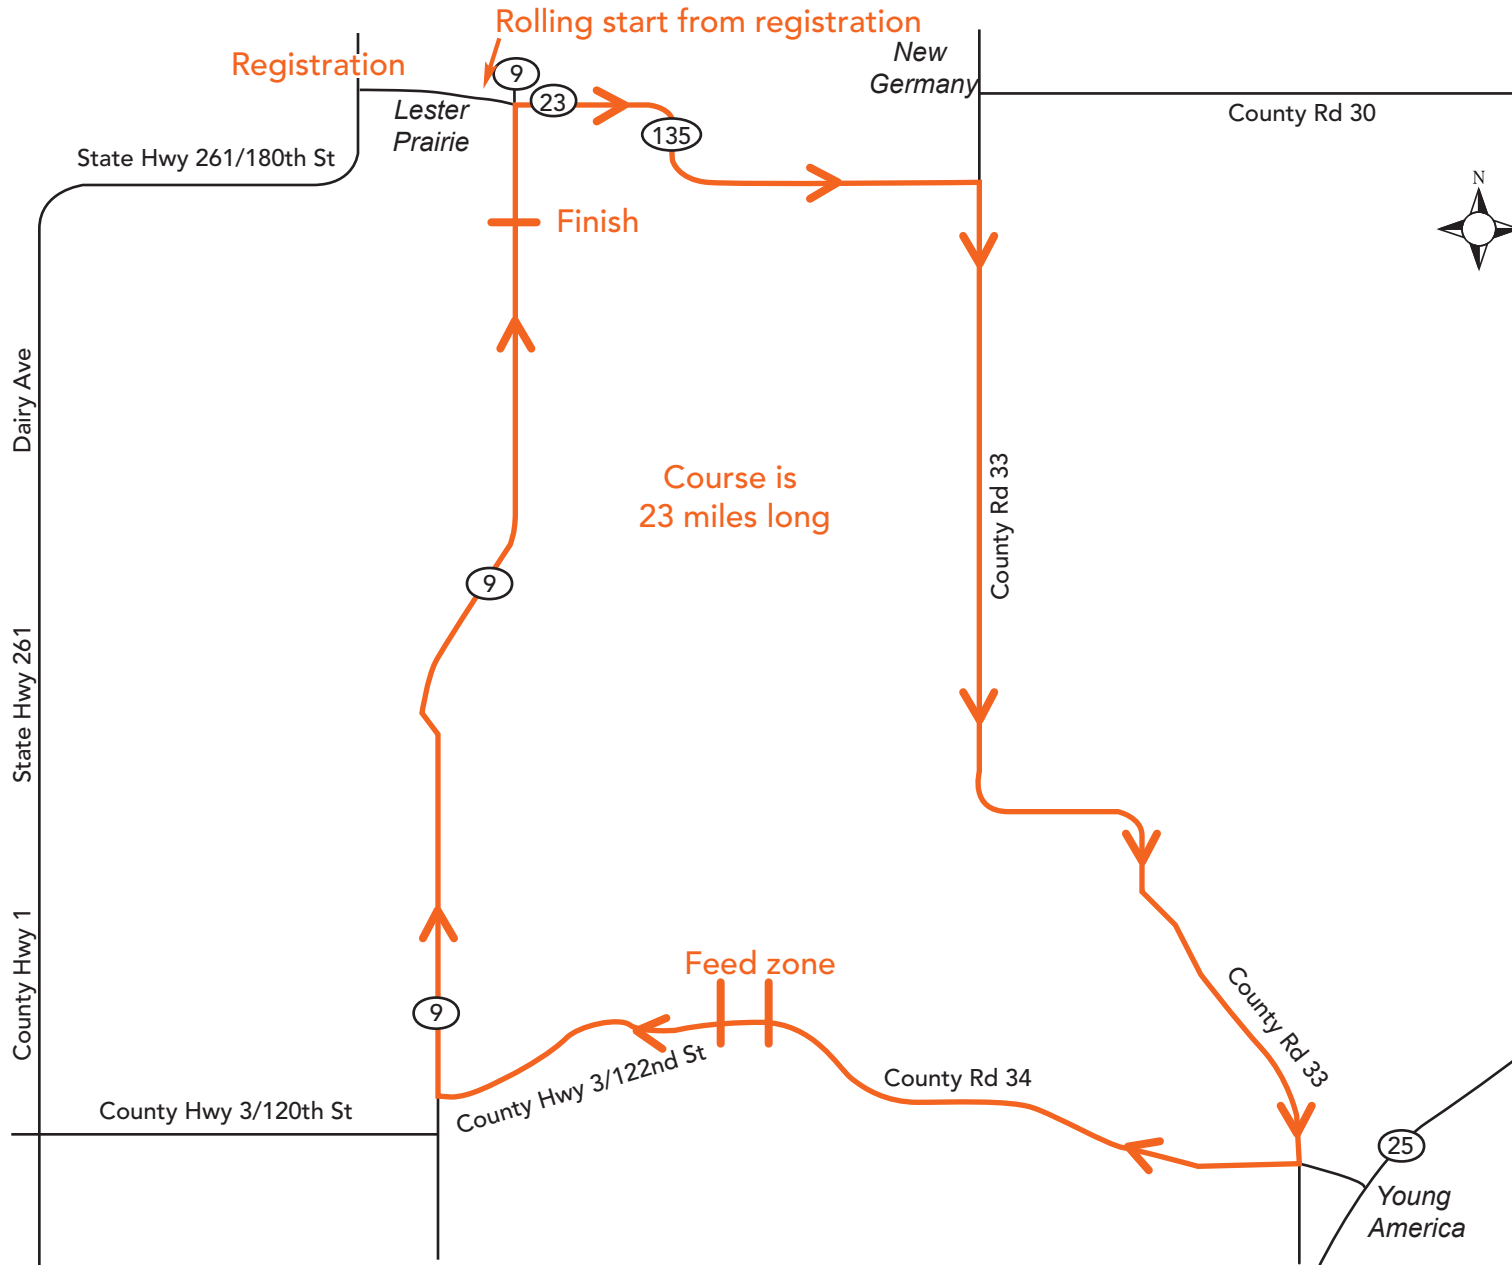 Rolling start from registration
Registration
New
Germany
9
23
Lester
Prairie
County Rd 30
135
State Hwy 261/180th St
N
Finish
Dairy Ave
Course is
23 miles long
County Rd 33
9
State Hwy 261
County Hwy 1
Feed zone
9
County Rd 33
County Hwy 3/122nd St
County Rd 34
County Hwy 3/120th St
25
Young
America